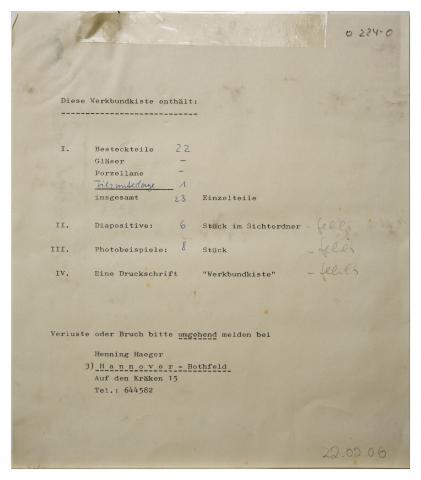 0 224-0
Diese Werkbundkiste enthält:
I. Besteckteile 22
Gläser -
Porzellane -
Filzunterlage 1
insgesamt 23 Einzelteile
II. Diapositive: 6 Stück im Sichtordner - fehlt
III. Photobeispiele: 8 Stück - fehlt
IV. Eine Druckschrift "Werkbundkiste" - fehlt
Verluste oder Bruch bitte umgehend melden bei
Henning Haeger
3) Hannover - Bothfeld
Auf den Kräken 15
Tel.: 644582
22.02.06